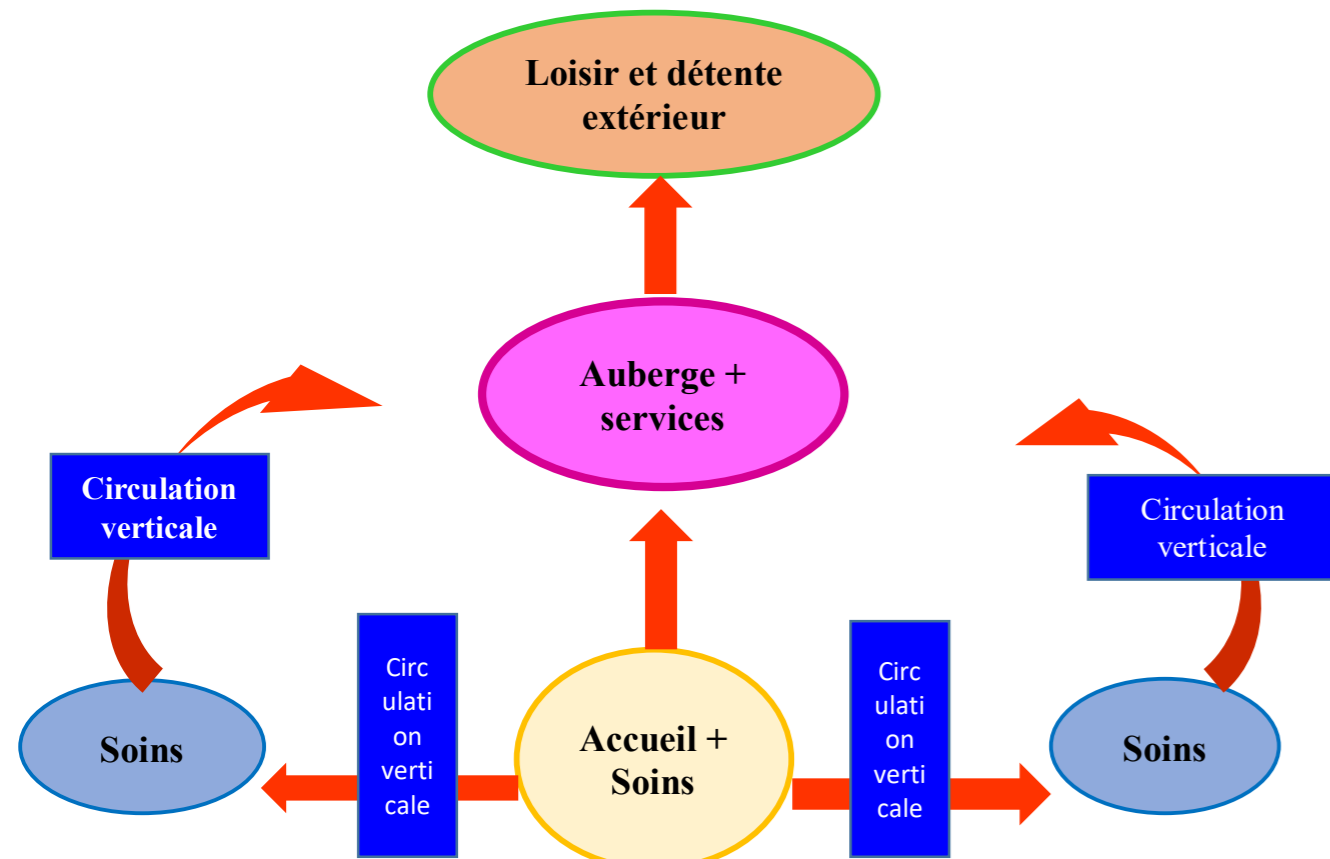 Loisir et détente
extérieur
Auberge +
services
Circulation
verticale
Circulation
verticale
Circ
ulati
on
verti
cale
Circ
ulati
on
verti
cale
Accueil +
Soins
Soins
Soins